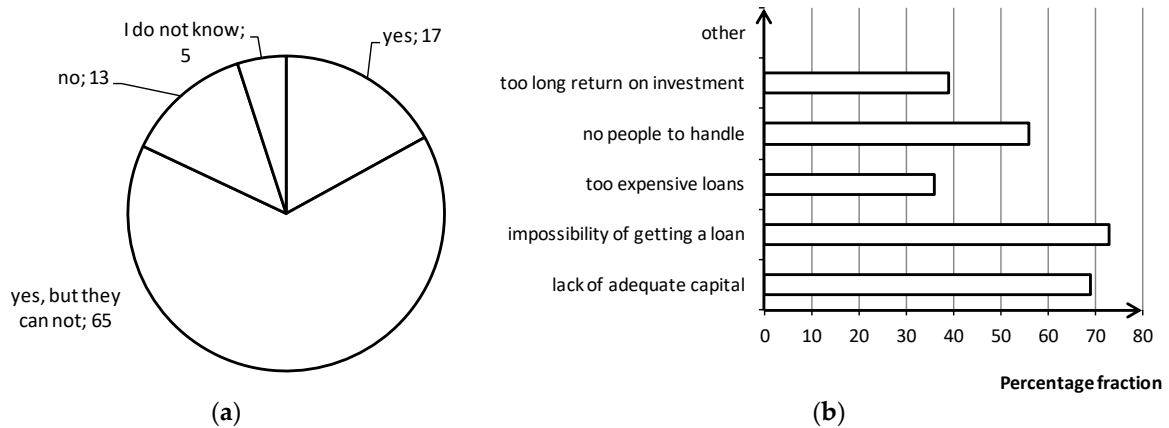 I do not know;
5
yes; 17
no; 13
yes, but they
can not; 65
(a)
other
too long return on investment
no people to handle
too expensive loans
impossibility of getting a loan
lack of adequate capital
0 10 20 30 40 50 60 70 80
Percentage fraction
(b)